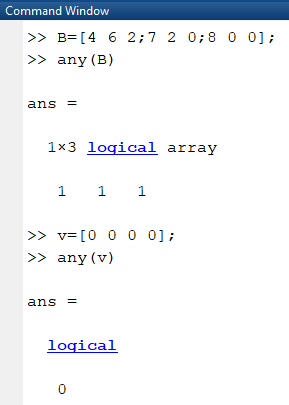 Command Window
>> B=[4 6 2;7 2 0;8 0 0];
>> any(B)
ans =
1×3 logical array
1 1 1
>> v=[0 0 0 0];
>> any(v)
ans =
logical
0